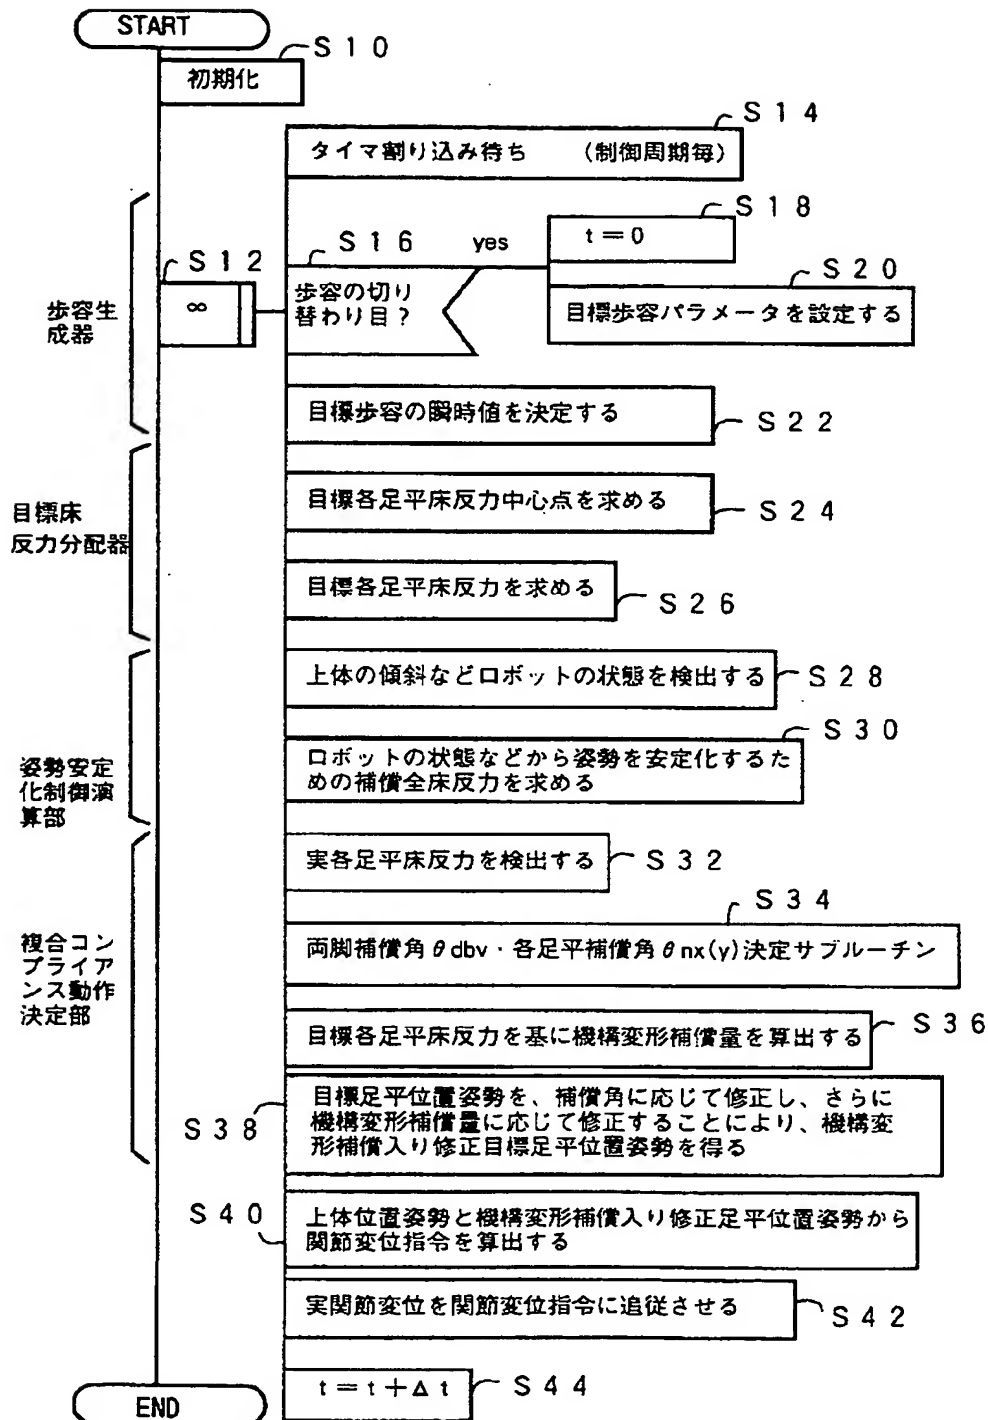 START
S10
初期化
S14
タイマ割り込み待ち (制御周期毎)
S18
t=0
S16
yes
S12
S20
∞
歩容の切り
替わり目?
目標歩容パラメータを設定する
歩容生
成器
目標歩容の瞬時値を決定する
S22
目標各足平床反力中心点を求める
S24
目標床
反力分配器
目標各足平床反力を求める
S26
上体の傾斜などロボットの状態を検出する
S28
S30
ロボットの状態などから姿勢を安定化するた
めの補償全床反力を求める
姿勢安定
化制御演
算部
実各足平床反力を検出する
S32
S34
両脚補償角θdbv・各足平補償角θnx(y)決定サブルーチン
複合コン
プライア
ンス動作
決定部
S36
目標各足平床反力を基に機構変形補償量を算出する
目標足平位置姿勢を、補償角に応じて修正し、さらに
機構変形補償量に応じて修正することにより、機構変
形補償入り修正目標足平位置姿勢を得る
S38
S40
上体位置姿勢と機構変形補償入り修正足平位置姿勢から
関節変位指令を算出する
実関節変位を関節変位指令に追従させる
S42
t=t+Δt
S44
END